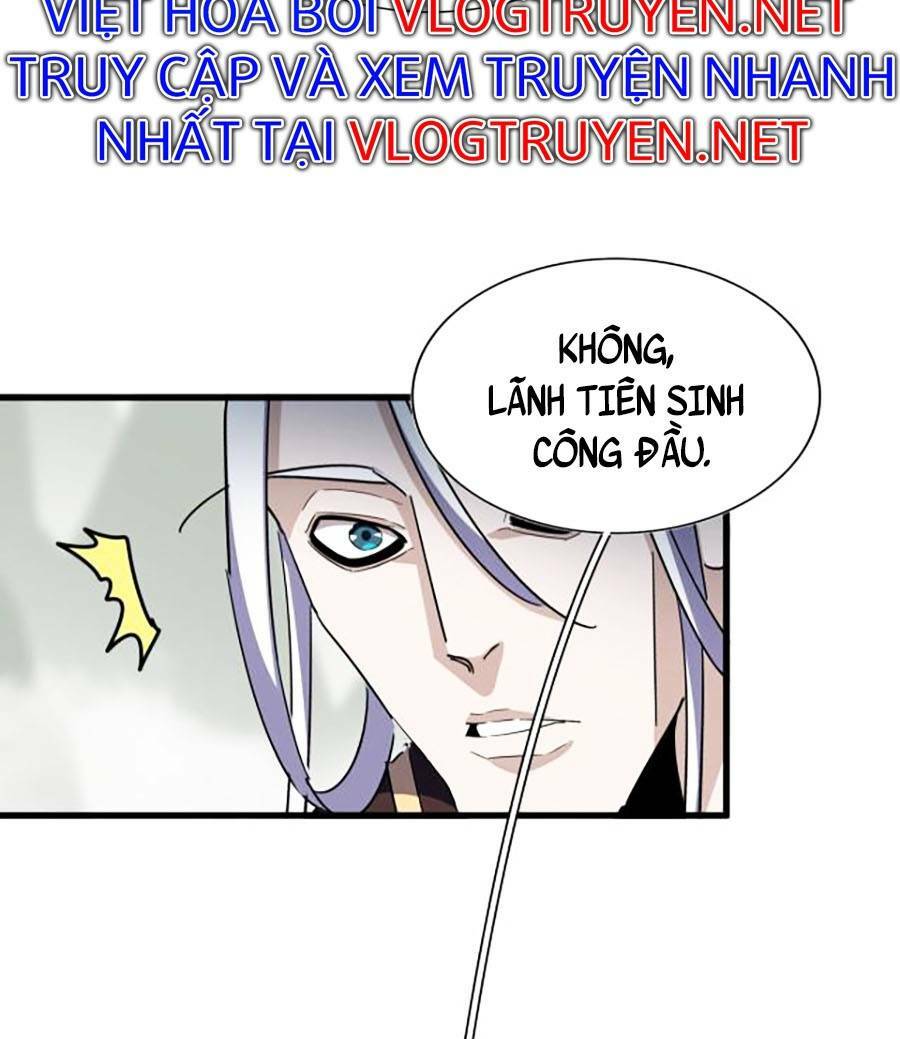 VIỆT HÓA BỞI VLOGTRUYEN.NET
TRUY CẬP VÀ XEM TRUYỆN NHANH
NHẤT TẠI VLOGTRUYEN.NET
KHÔNG,
LÃNH TIÊN SINH
CÔNG ĐẦU.